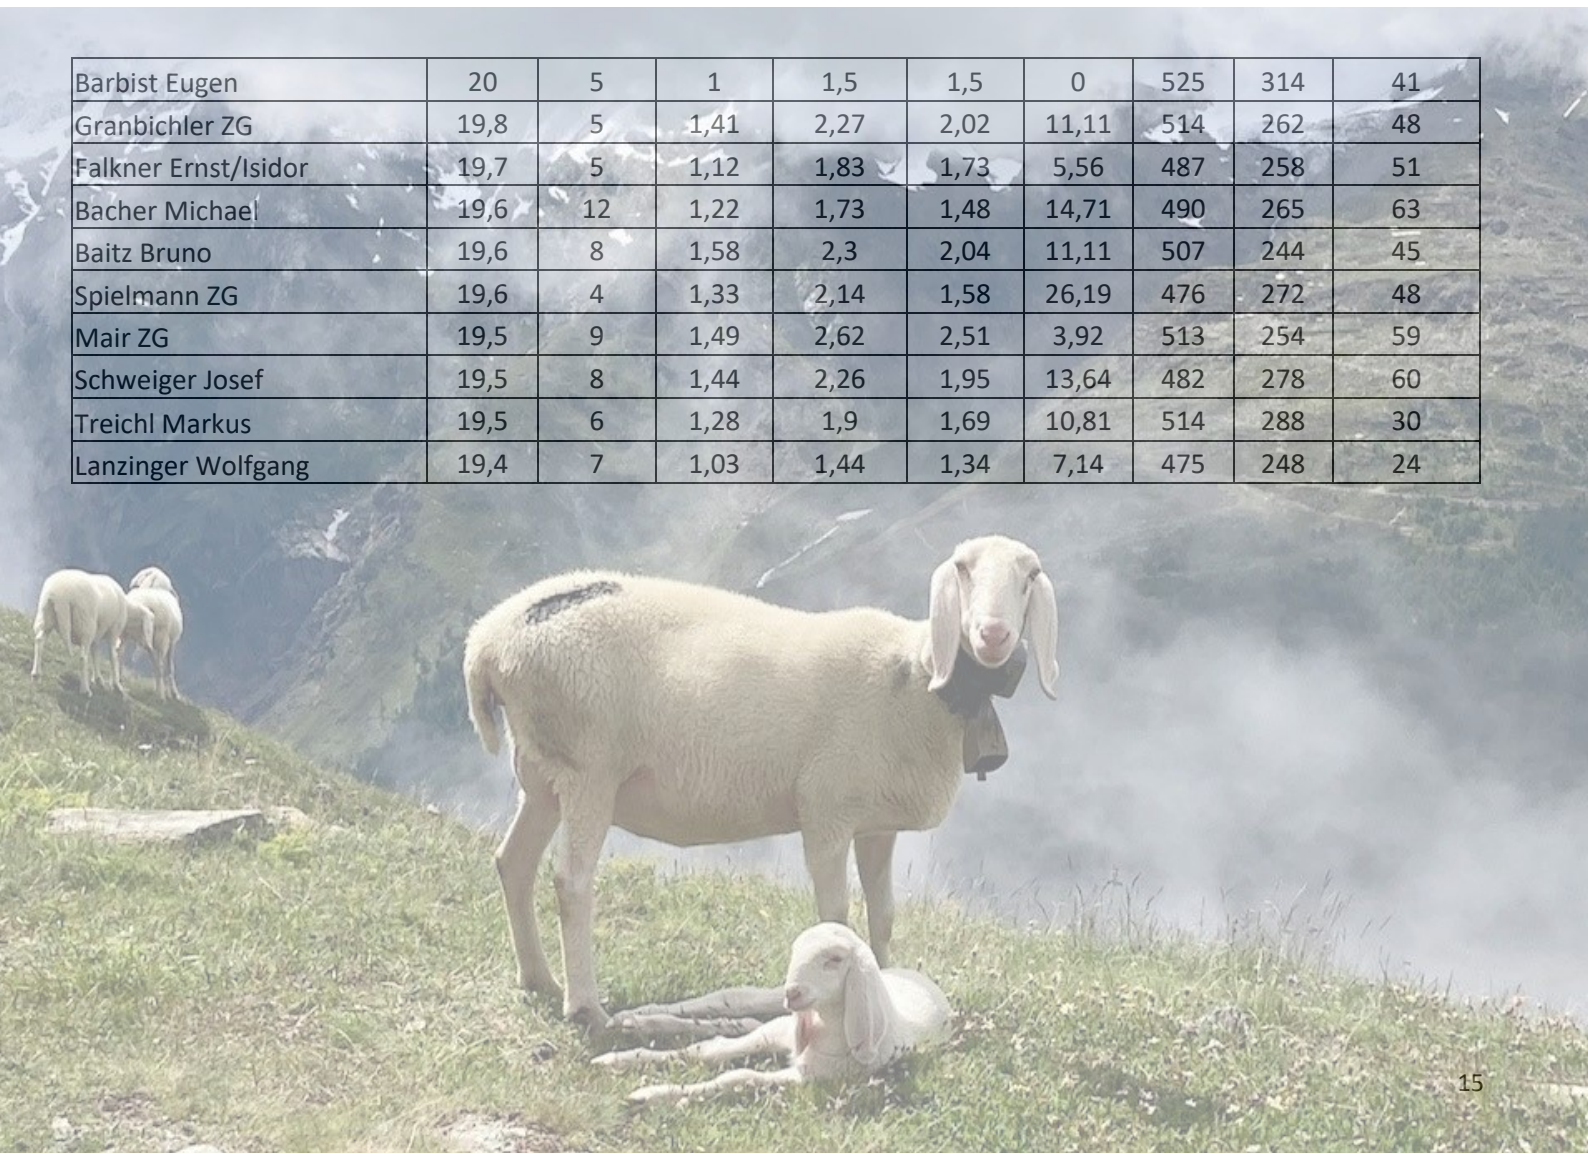 Barbist Eugen 20 5 1 1,5 1,5 0 525 314 41
Granbichler ZG 19,8 5 1,41 2,27 2,02 11,11 514 262 48
Falkner Ernst/Isidor 19,7 5 1,12 1,83 1,73 5,56 487 258 51
Bacher Michael 19,6 12 1,22 1,73 1,48 14,71 490 265 63
Baitz Bruno 19,6 8 1,58 2,3 2,04 11,11 507 244 45
Spielmann ZG 19,6 4 1,33 2,14 1,58 26,19 476 272 48
Mair ZG 19,5 9 1,49 2,62 2,51 3,92 513 254 59
Schweiger Josef 19,5 8 1,44 2,26 1,95 13,64 482 278 60
Treichl Markus 19,5 6 1,28 1,9 1,69 10,81 514 288 30
Lanzinger Wolfgang 19,4 7 1,03 1,44 1,34 7,14 475 248 24
15